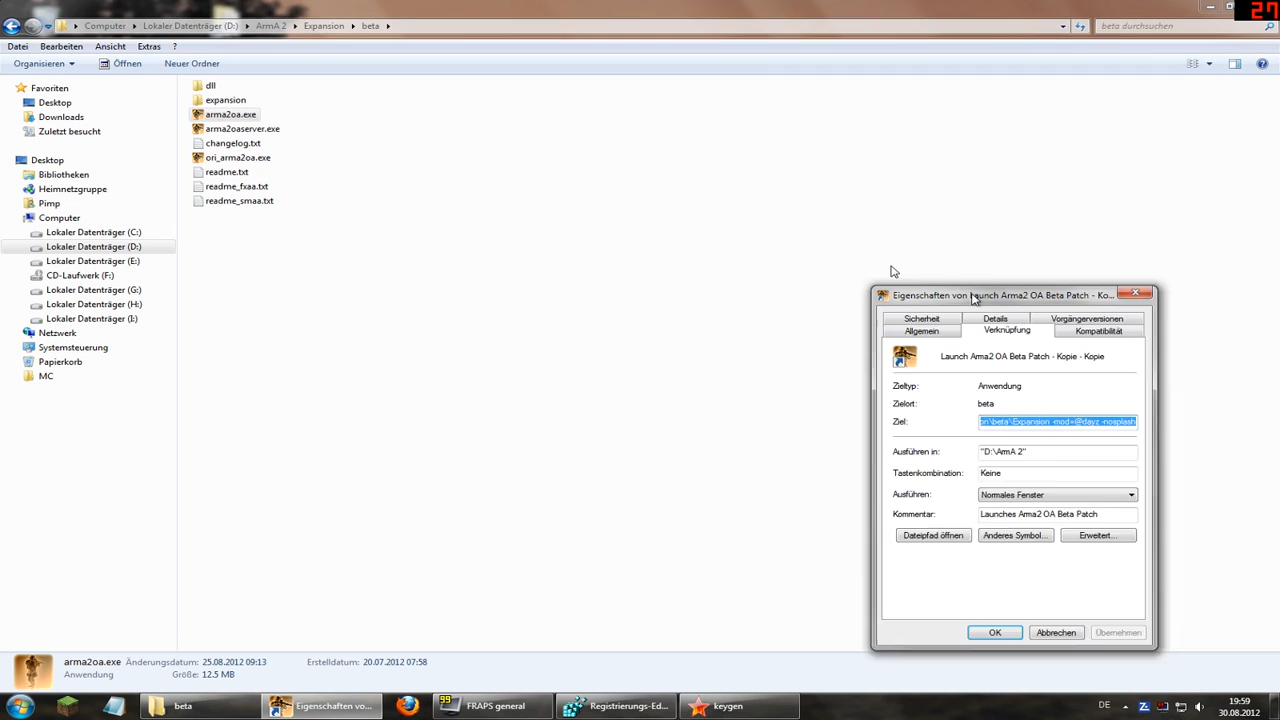 27
Computer Lokaler Datenträger (D:) ArmA 2 Expansion beta
beta durchsuchen
Datei Bearbeiten Ansicht Extras ?
Organisieren Öffnen Neuer Ordner
Favoriten
Desktop
Downloads
Zuletzt besucht
Desktop
Bibliotheken
Heimnetzgruppe
Pimp
Computer
Lokaler Datenträger (C:)
Lokaler Datenträger (D:)
Lokaler Datenträger (E:)
CD-Laufwerk (F:)
Lokaler Datenträger (G:)
Lokaler Datenträger (H:)
Lokaler Datenträger (I:)
Netzwerk
Systemsteuerung
Papierkorb
MC
dll
expansion
arma2oa.exe
arma2oaserver.exe
changelog.txt
ori_arma2oa.exe
readme.txt
readme_fxaa.txt
readme_smaa.txt
Eigenschaften von Launch Arma2 OA Beta Patch - Ko...
Sicherheit Details Vorgängerversionen
Allgemein Verknüpfung Kompatibilität
Launch Arma2 OA Beta Patch - Kopie - Kopie
Zieltyp: Anwendung
Zielort: beta
Ziel: on\beta\Expansion -mod=@dayz -nosplash
Ausführen in: "D:\ArmA 2"
Tastenkombination: Keine
Ausführen: Normales Fenster
Kommentar: Launches Arma2 OA Beta Patch
Dateipfad öffnen Anderes Symbol... Erweitert...
OK Abbrechen Übernehmen
arma2oa.exe Änderungsdatum: 25.08.2012 09:13 Erstelldatum: 20.07.2012 07:58
Anwendung Größe: 12.5 MB
beta Eigenschaften vo... 99 FRAPS general Registrierungs-Ed... keygen DE 19:59
30.08.2012